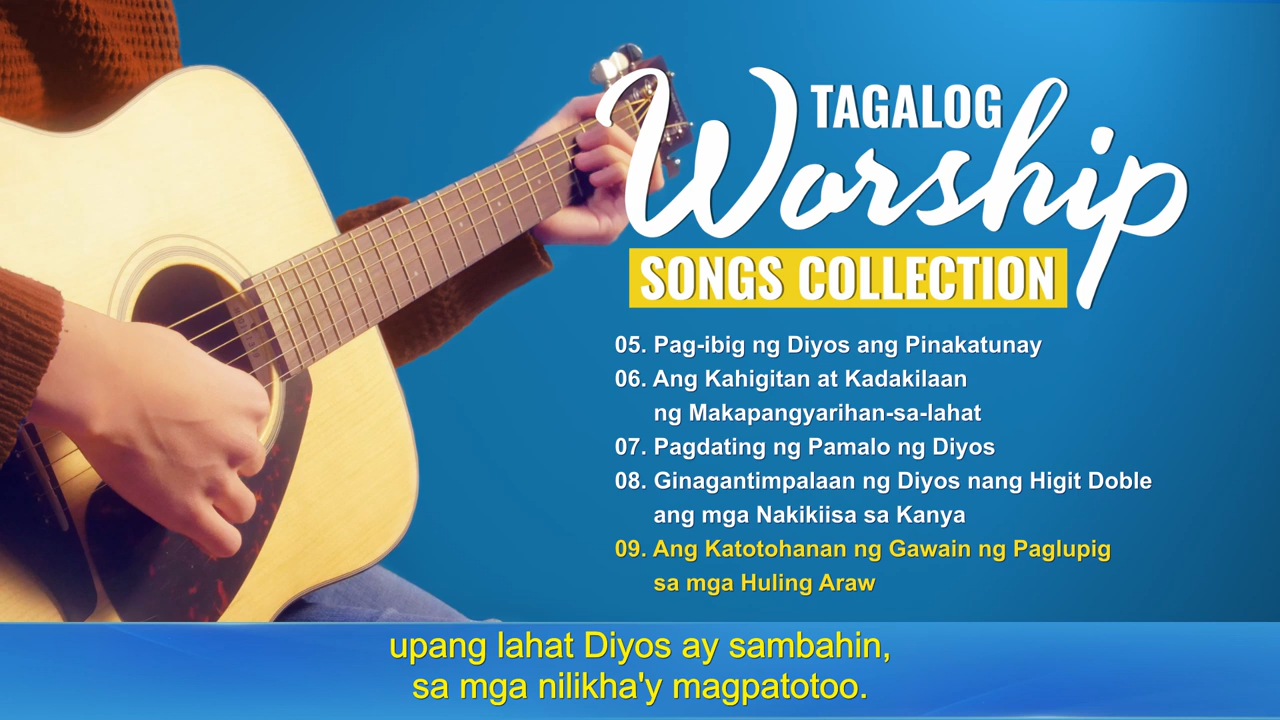 TAGALOG
Worship
SONGS COLLECTION
05. Pag-ibig ng Diyos ang Pinakatunay
06. Ang Kahigitan at Kadakilaan
ng Makapangyarihan-sa-lahat
07. Pagdating ng Pamalo ng Diyos
08. Ginagantimpalaan ng Diyos nang Higit Doble
ang mga Nakikiisa sa Kanya
09. Ang Katotohanan ng Gawain ng Paglupig
sa mga Huling Araw
upang lahat Diyos ay sambahin,
sa mga nilikha'y magpatotoo.